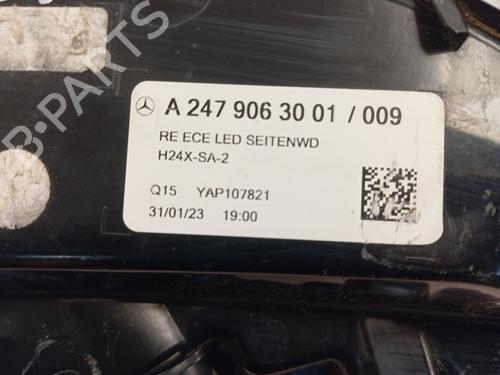 B-PARTS
A 247 906 30 01 / 009
RE ECE LED SEITENWD
H24X-SA-2
Q15 YAP107821
31/01/23 19:00